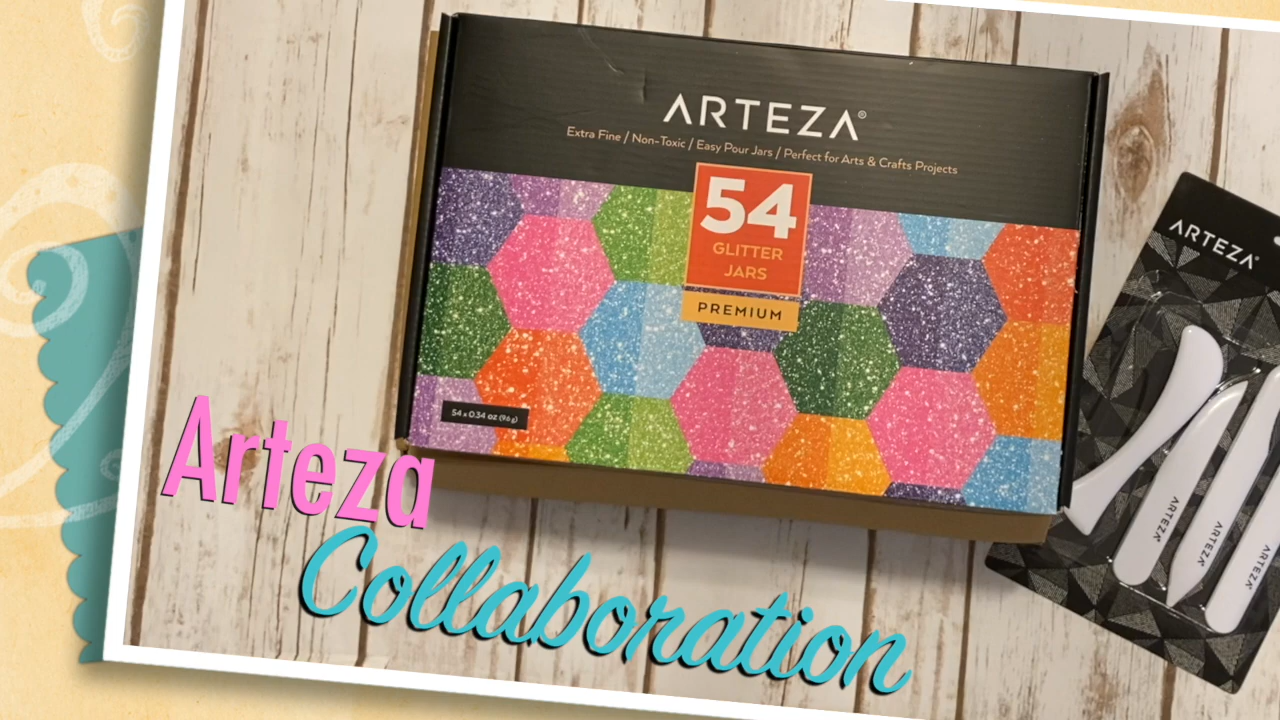 ARTEZA®
Extra Fine / Non-Toxic / Easy Pour Jars / Perfect for Arts & Crafts Projects
54
GLITTER
JARS
PREMIUM
54 x 0.34 oz (9.6 g)
ARTEZA®
ARTEZA
ARTEZA
ARTEZA
Arteza
Collaboration